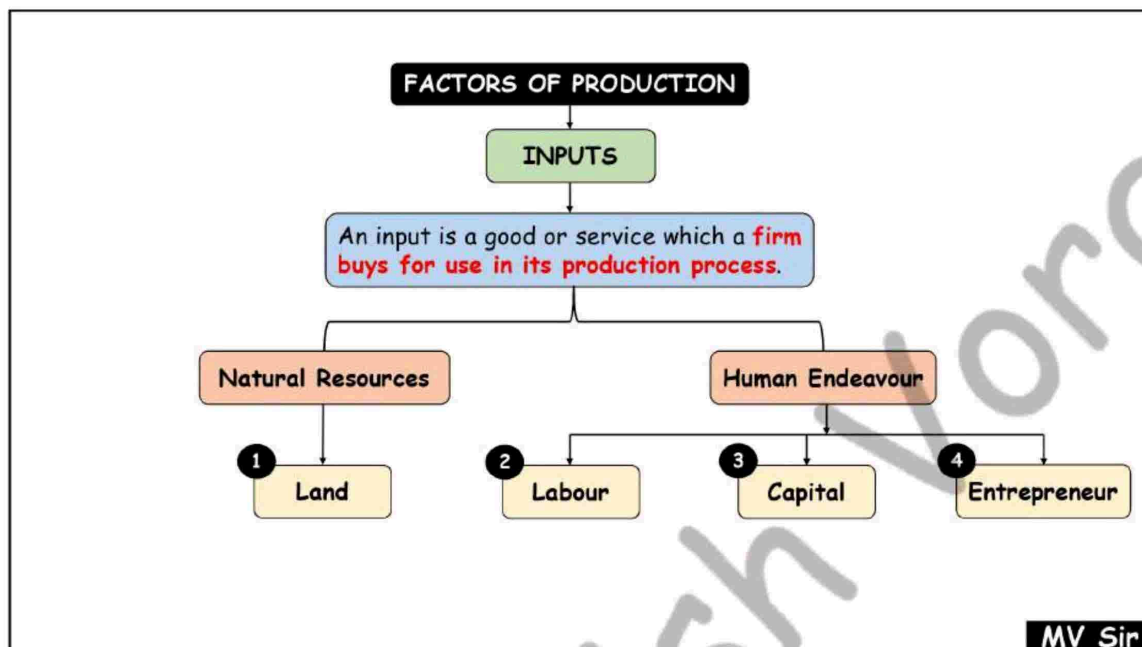 FACTORS OF PRODUCTION
INPUTS
An input is a good or service which a firm
buys for use in its production process.
Natural Resources
Human Endeavour
1
Land
2
Labour
3
Capital
4
Entrepreneur
MV Sir